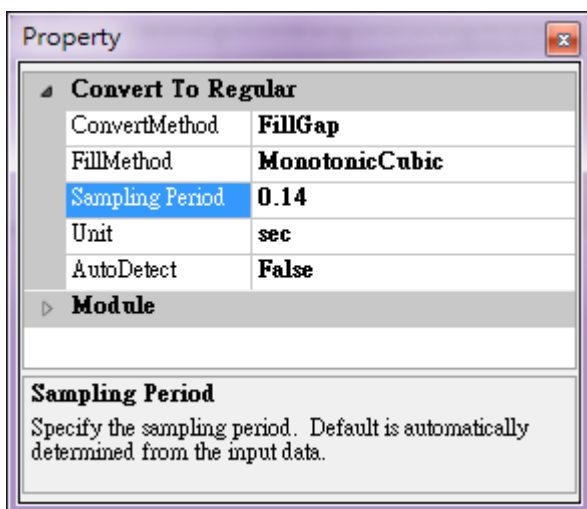 Property
Convert To Regular
ConvertMethod FillGap
FillMethod MonotonicCubic
Sampling Period 0.14
Unit sec
AutoDetect False
Module
Sampling Period
Specify the sampling period. Default is automatically
determined from the input data.